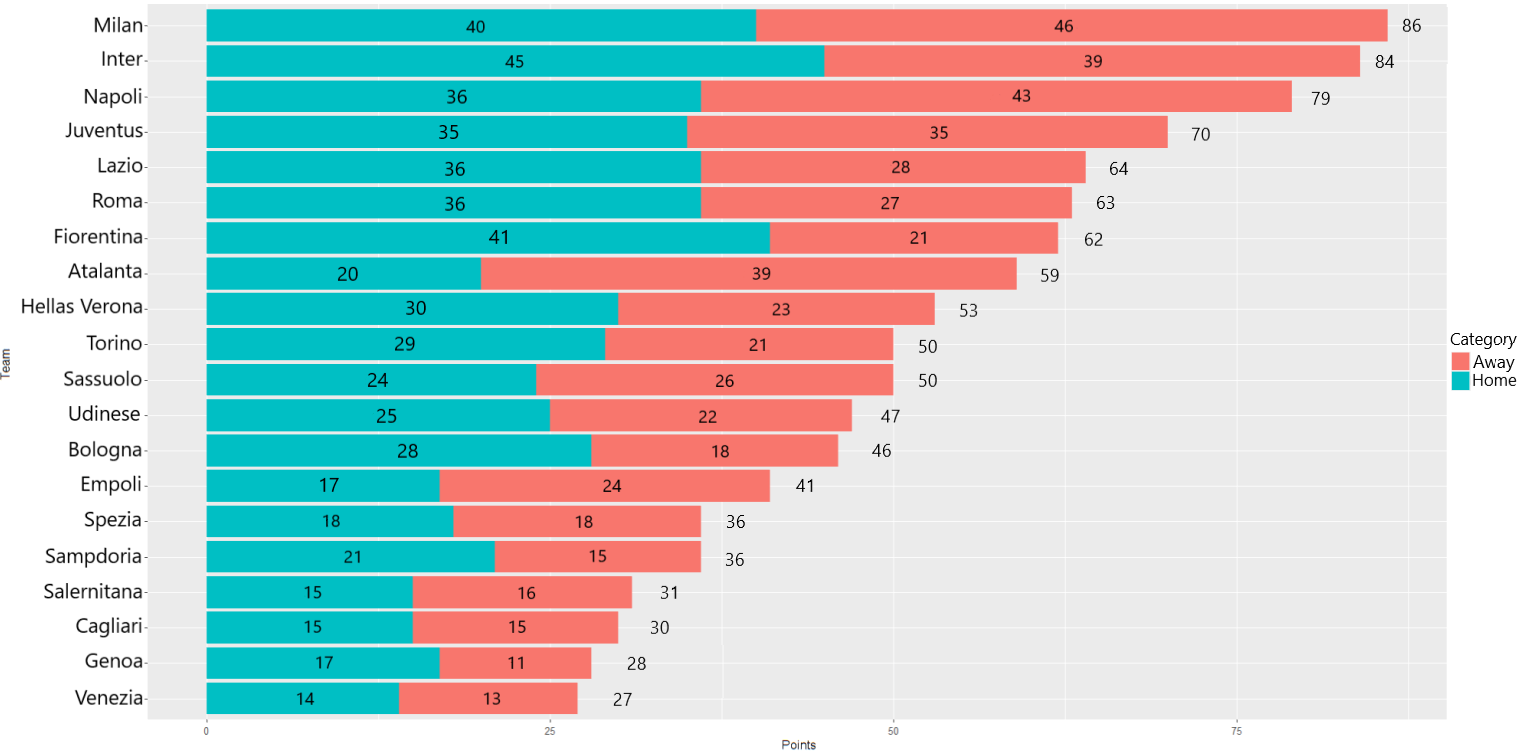 Milan 40 46 86
Inter 45 39 84
Napoli 36 43 79
Juventus 35 35 70
Lazio 36 28 64
Roma 36 27 63
Fiorentina 41 21 62
Atalanta 20 39 59
Hellas Verona 30 23 53
Torino 29 21 50
Sassuolo 24 26 50
Udinese 25 22 47
Bologna 28 18 46
Empoli 17 24 41
Spezia 18 18 36
Sampdoria 21 15 36
Salernitana 15 16 31
Cagliari 15 15 30
Genoa 17 11 28
Venezia 14 13 27
0 25 50 75
Points
Team
Category
Away
Home